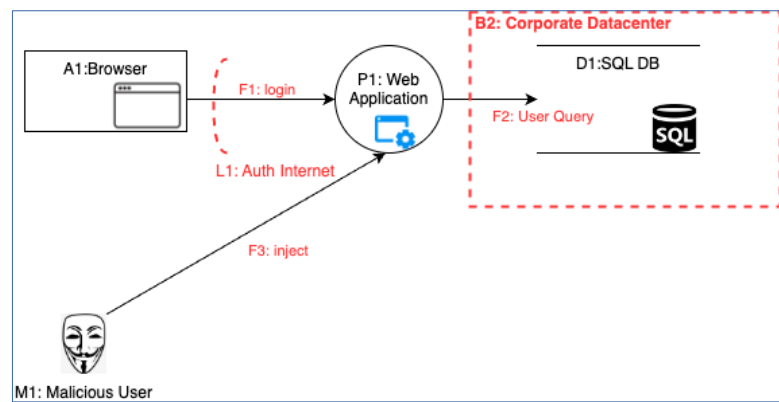 B2: Corporate Datacenter
A1:Browser
P1: Web
Application
D1:SQL DB
F1: login
F2: User Query
SQL
L1: Auth Internet
F3: inject
M1: Malicious User